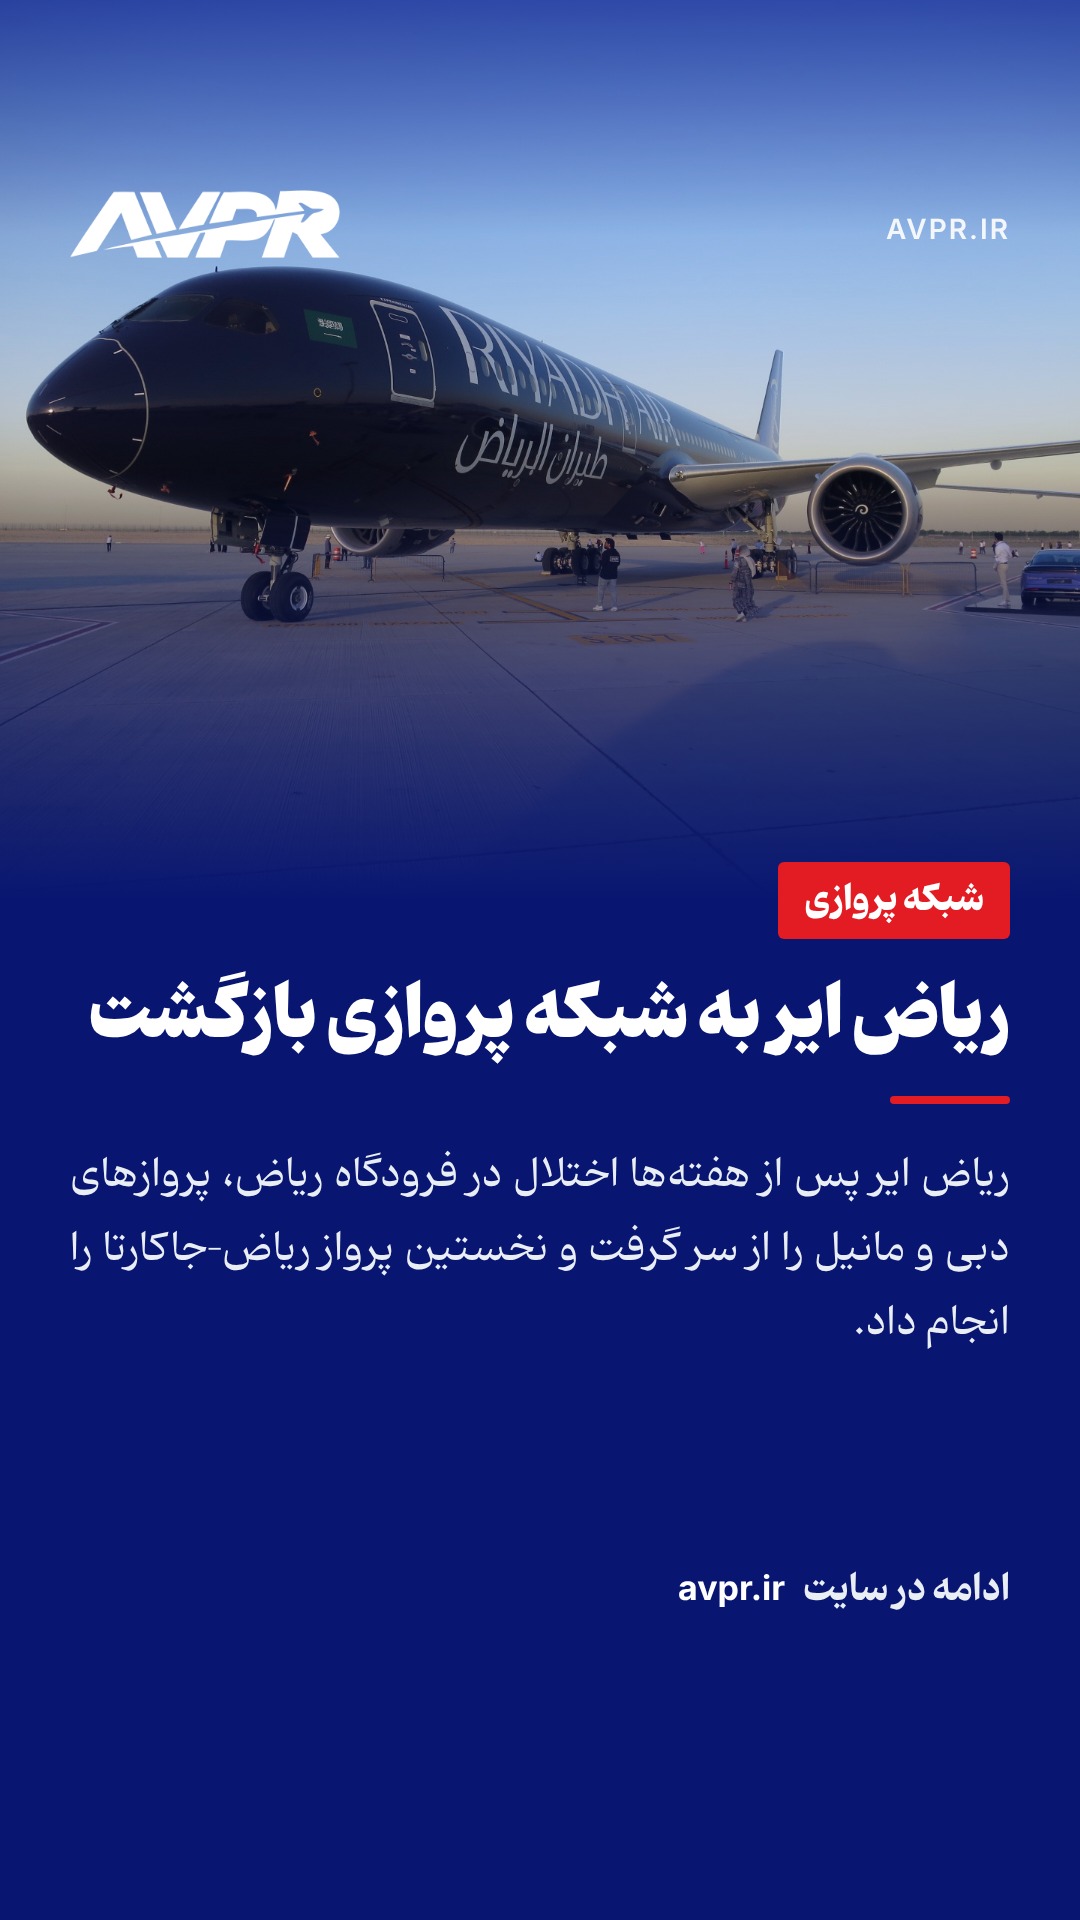 AVPR
AVPR.IR
RIYADH AIR
طيران الرياض
شبکه پروازی
ریاض ایر به شبکه پروازی بازگشت
ریاض ایر پس از هفته‌ها اختلال در فرودگاه ریاض، پروازهای
دبی و مانیل را از سر گرفت و نخستین پرواز ریاض-جاکارتا را
انجام داد.
ادامه در سایت avpr.ir